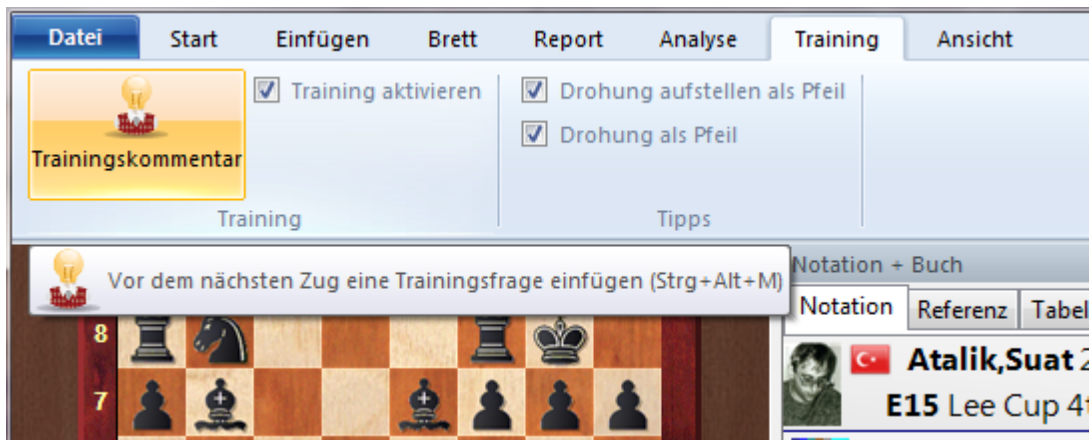 Datei Start Einfügen Brett Report Analyse Training Ansicht
Training aktivieren
Drohung aufstellen als Pfeil
Drohung als Pfeil
Trainingskommentar
Training Tipps
Vor dem nächsten Zug eine Trainingsfrage einfügen (Strg+Alt+M)
Notation + Buch
Notation Referenz
8
Atalik,Suat
7
E15 Lee Cup